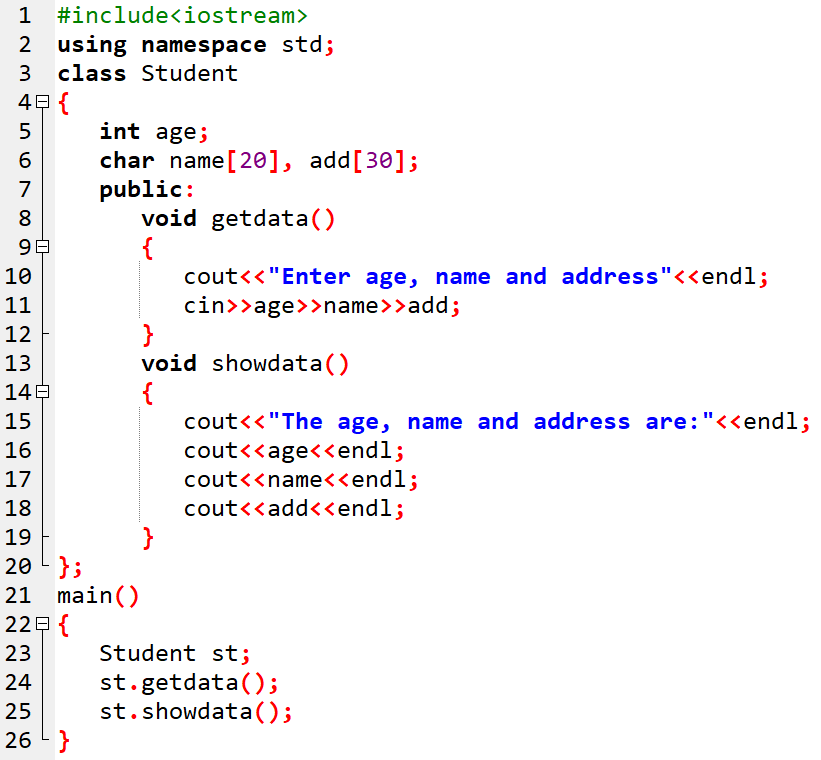 1 #include<iostream>
2 using namespace std;
3 class Student
4 {
5 int age;
6 char name[20], add[30];
7 public:
8 void getdata()
9 {
10 cout<<"Enter age, name and address"<<endl;
11 cin>>age>>name>>add;
12 }
13 void showdata()
14 {
15 cout<<"The age, name and address are:"<<endl;
16 cout<<age<<endl;
17 cout<<name<<endl;
18 cout<<add<<endl;
19 }
20 };
21 main()
22 {
23 Student st;
24 st.getdata();
25 st.showdata();
26 }